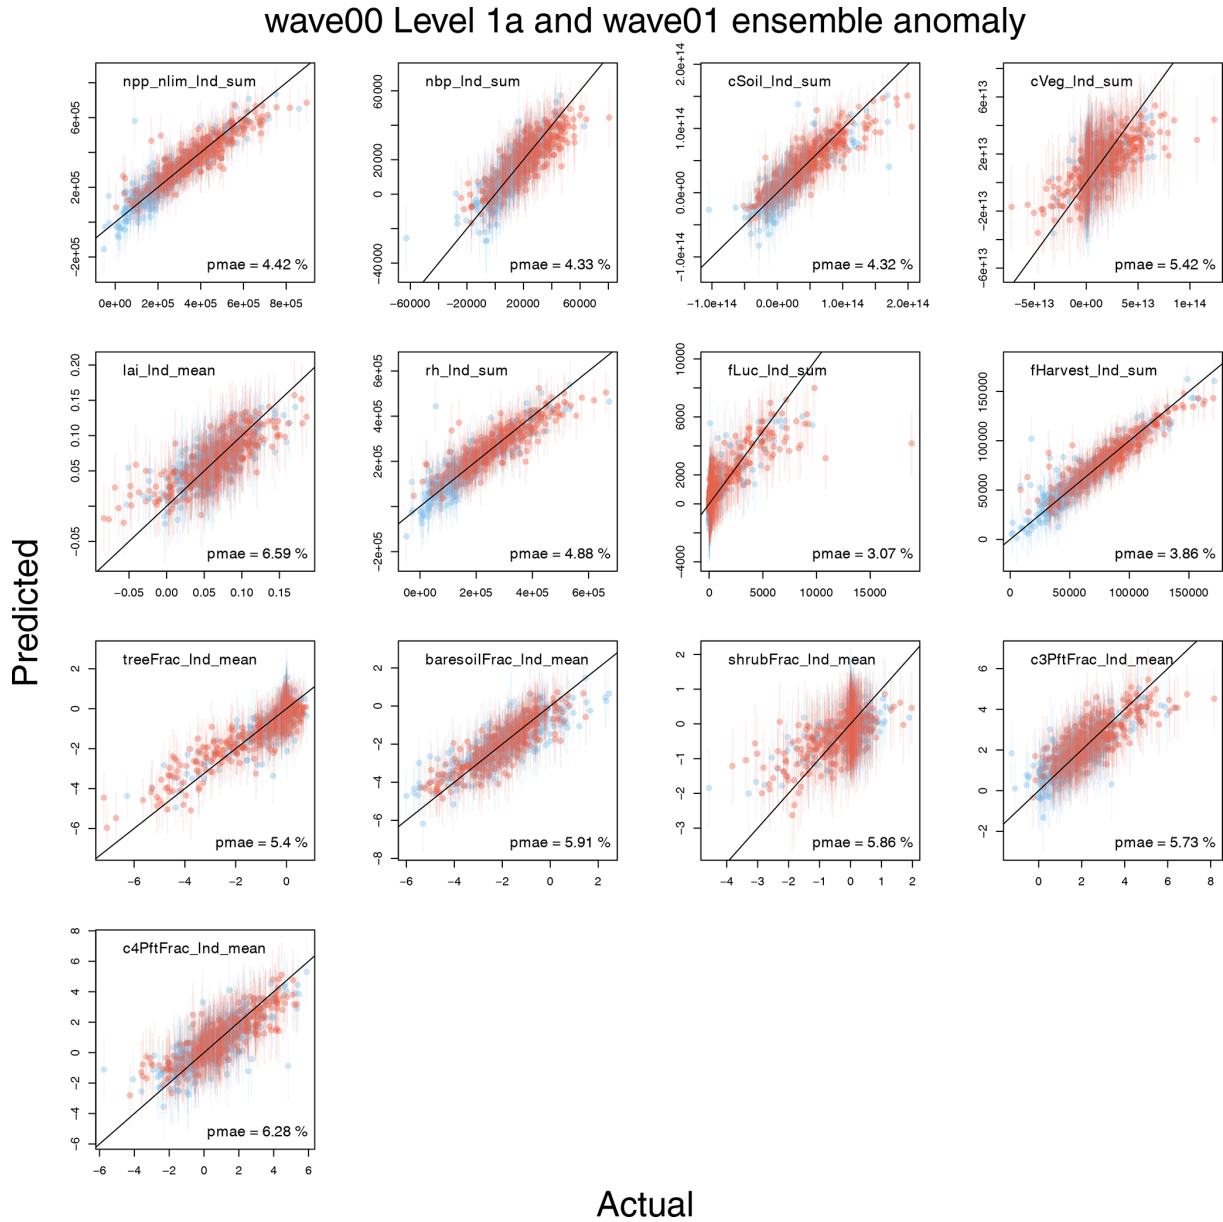 wave00 Level 1a and wave01 ensemble anomaly
npp_nlim_lnd_sum
pmae = 4.42 %
−2e+05 2e+05 6e+05
0e+00 2e+05 4e+05 6e+05 8e+05
nbp_lnd_sum
pmae = 4.33 %
−40000 0 20000 60000
−60000 −20000 20000 60000
cSoil_lnd_sum
pmae = 4.32 %
−1.0e+14 0.0e+00 1.0e+14 2.0e+14
−1.0e+14 0.0e+00 1.0e+14 2.0e+14
cVeg_lnd_sum
pmae = 5.42 %
−6e+13 −2e+13 2e+13 6e+13
−5e+13 0e+00 5e+13 1e+14
lai_lnd_mean
pmae = 6.59 %
−0.05 0.05 0.10 0.15 0.20
−0.05 0.00 0.05 0.10 0.15
rh_lnd_sum
pmae = 4.88 %
−2e+05 2e+05 4e+05 6e+05
0e+00 2e+05 4e+05 6e+05
fLuc_lnd_sum
pmae = 3.07 %
−4000 0 2000 6000 10000
0 5000 10000 15000
fHarvest_lnd_sum
pmae = 3.86 %
0 50000 100000 150000
0 50000 100000 150000
treeFrac_lnd_mean
pmae = 5.4 %
−6 −4 −2 0 2
−6 −4 −2 0
baresoilFrac_lnd_mean
pmae = 5.91 %
−8 −6 −4 −2 0 2
−6 −4 −2 0 2
shrubFrac_lnd_mean
pmae = 5.86 %
−3 −2 −1 0 1 2
−4 −3 −2 −1 0 1 2
c3PftFrac_lnd_mean
pmae = 5.73 %
−2 0 2 4 6
0 2 4 6 8
c4PftFrac_lnd_mean
pmae = 6.28 %
−6 −4 −2 0 2 4 6 8
−6 −4 −2 0 2 4 6
Predicted
Actual